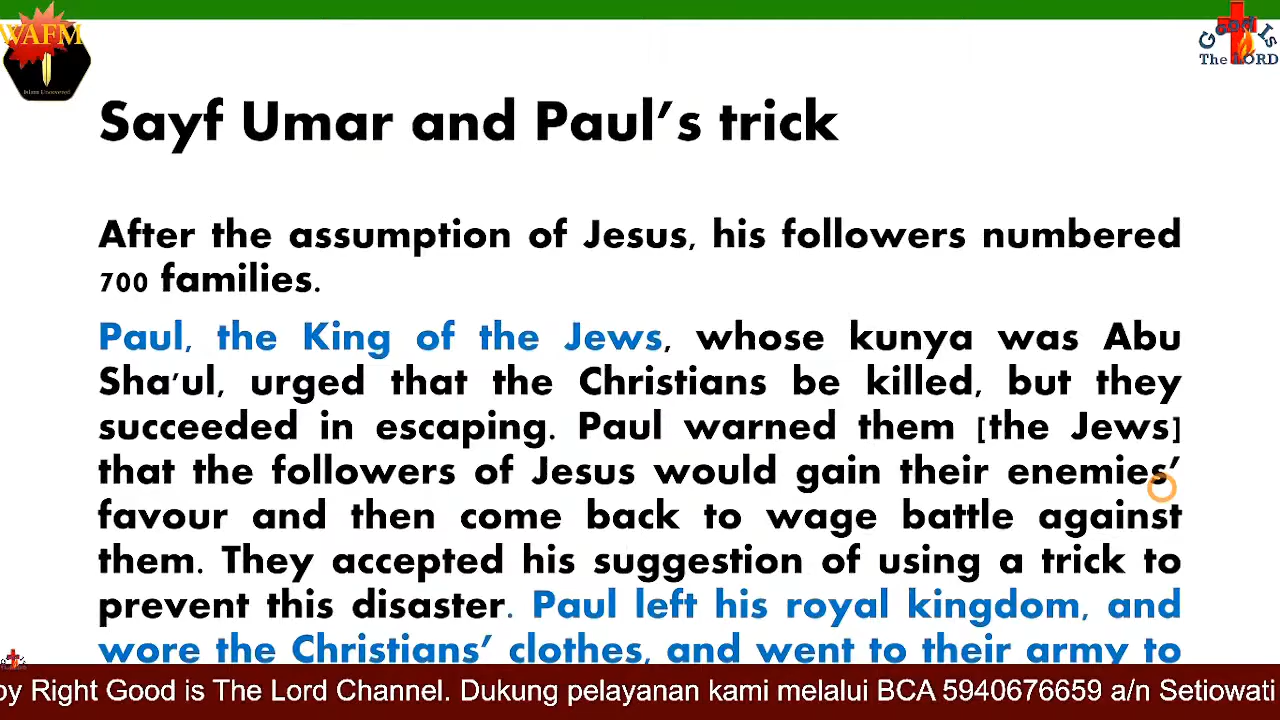 WAFM
Islam Uncovered
Good Is
The LORD
Sayf Umar and Paul's trick
After the assumption of Jesus, his followers numbered
700 families.
Paul, the King of the Jews, whose kunya was Abu
Sha'ul, urged that the Christians be killed, but they
succeeded in escaping. Paul warned them [the Jews]
that the followers of Jesus would gain their enemies'
favour and then come back to wage battle against
them. They accepted his suggestion of using a trick to
prevent this disaster. Paul left his royal kingdom, and
wore the Christians' clothes, and went to their army to
by Right Good is The Lord Channel. Dukung pelayanan kami melalui BCA 5940676659 a/n Setiowati